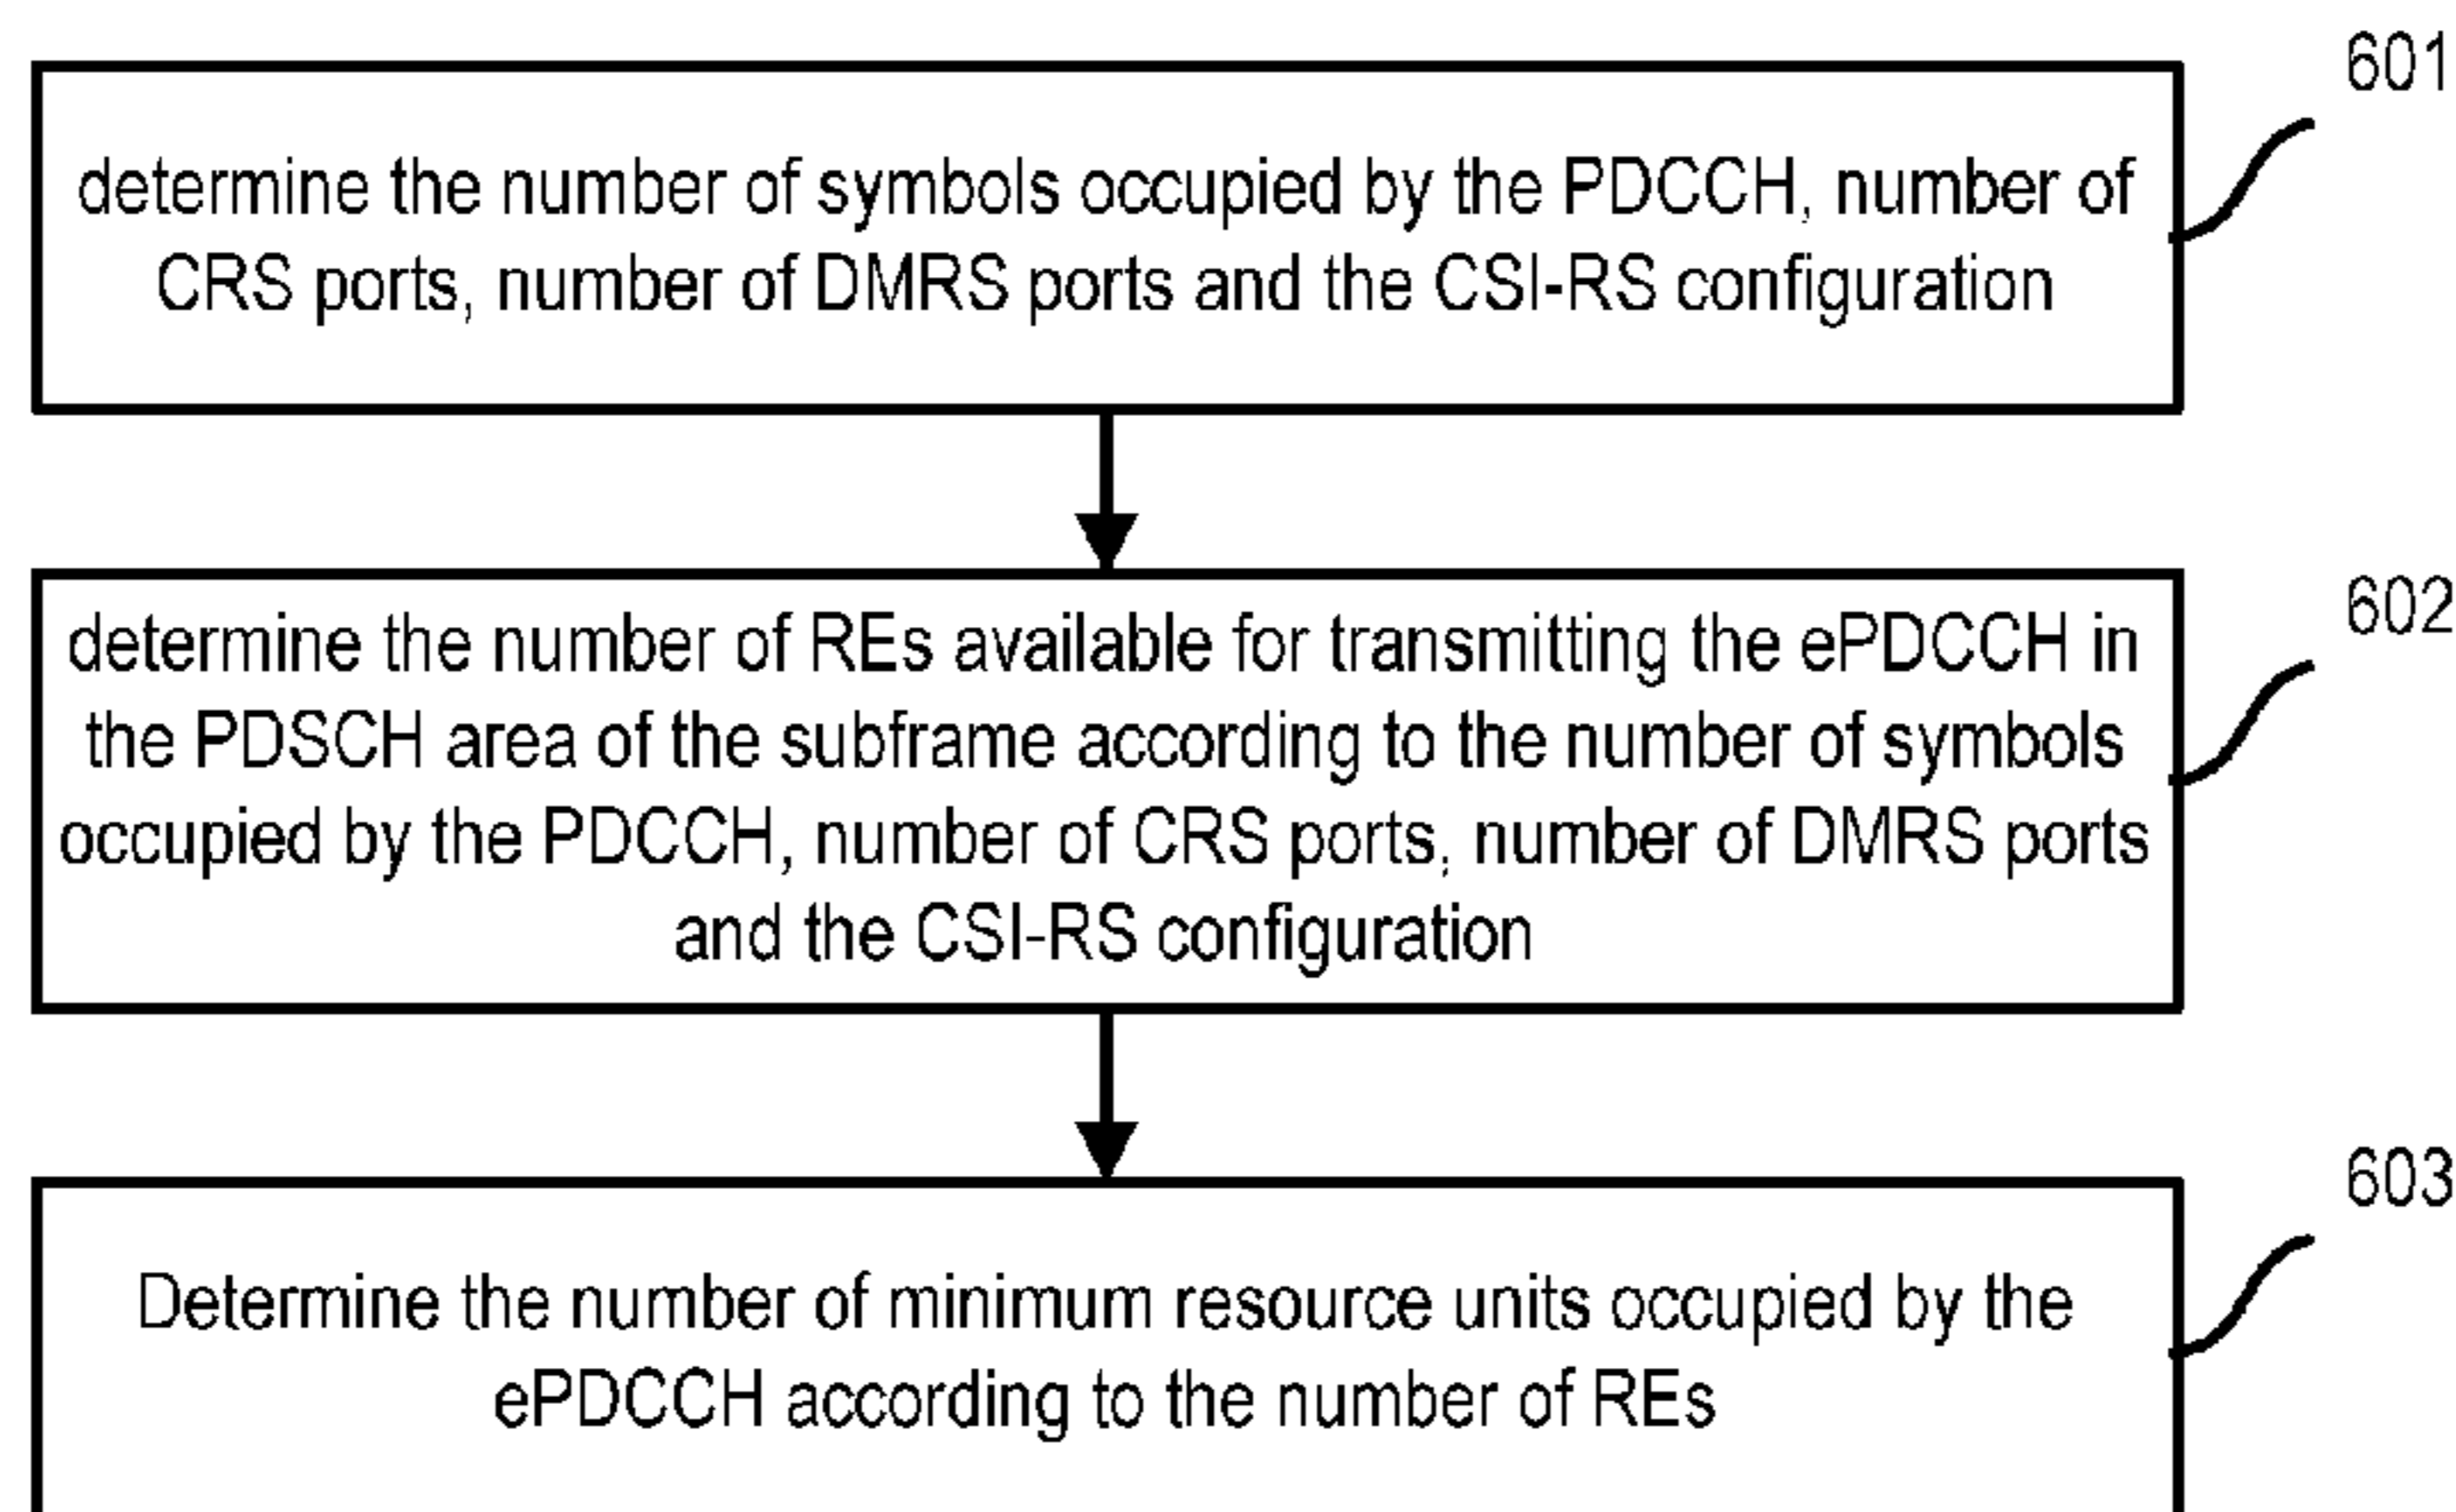 601
determine the number of symbols occupied by the PDCCH, number of
CRS ports, number of DMRS ports and the CSI-RS configuration
602
determine the number of REs available for transmitting the ePDCCH in
the PDSCH area of the subframe according to the number of symbols
occupied by the PDCCH, number of CRS ports, number of DMRS ports
and the CSI-RS configuration
603
Determine the number of minimum resource units occupied by the
ePDCCH according to the number of REs